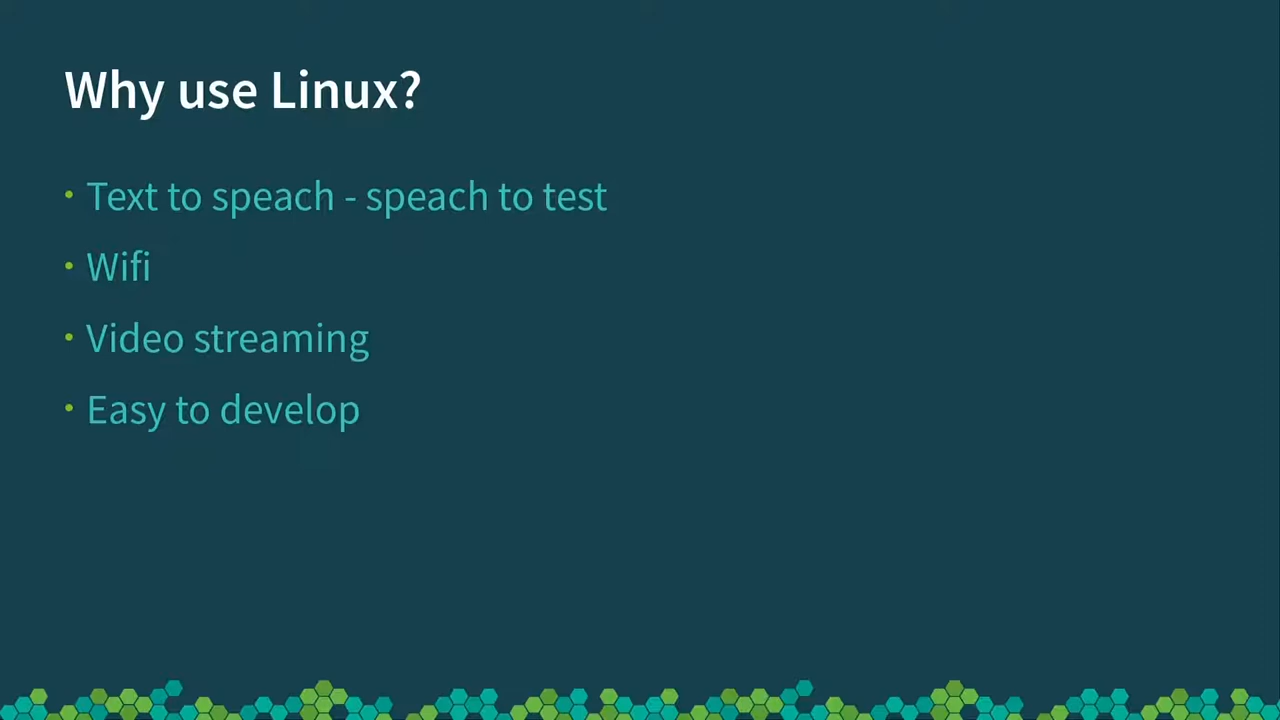 Why use Linux?
• Text to speach - speach to test
• Wifi
• Video streaming
• Easy to develop